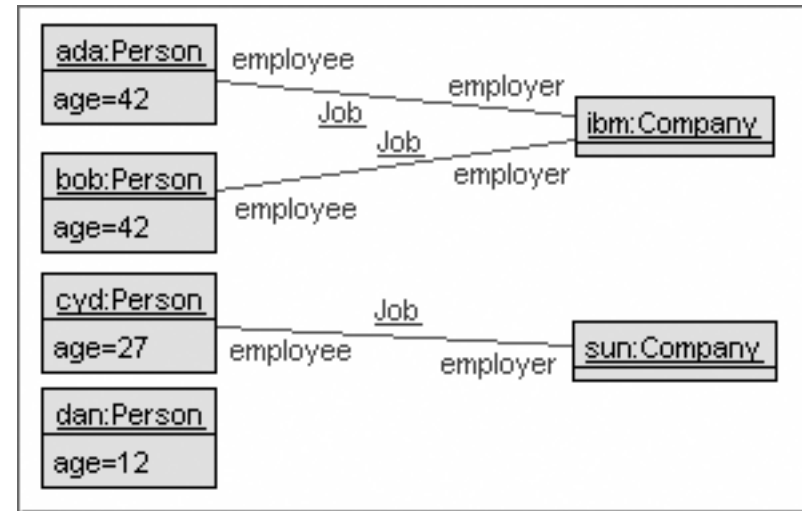 ada:Person
age=42
employee
employer
Job
ibm:Company
bob:Person
age=42
Job
employer
employee
cyd:Person
age=27
Job
employee
employer
sun:Company
dan:Person
age=12